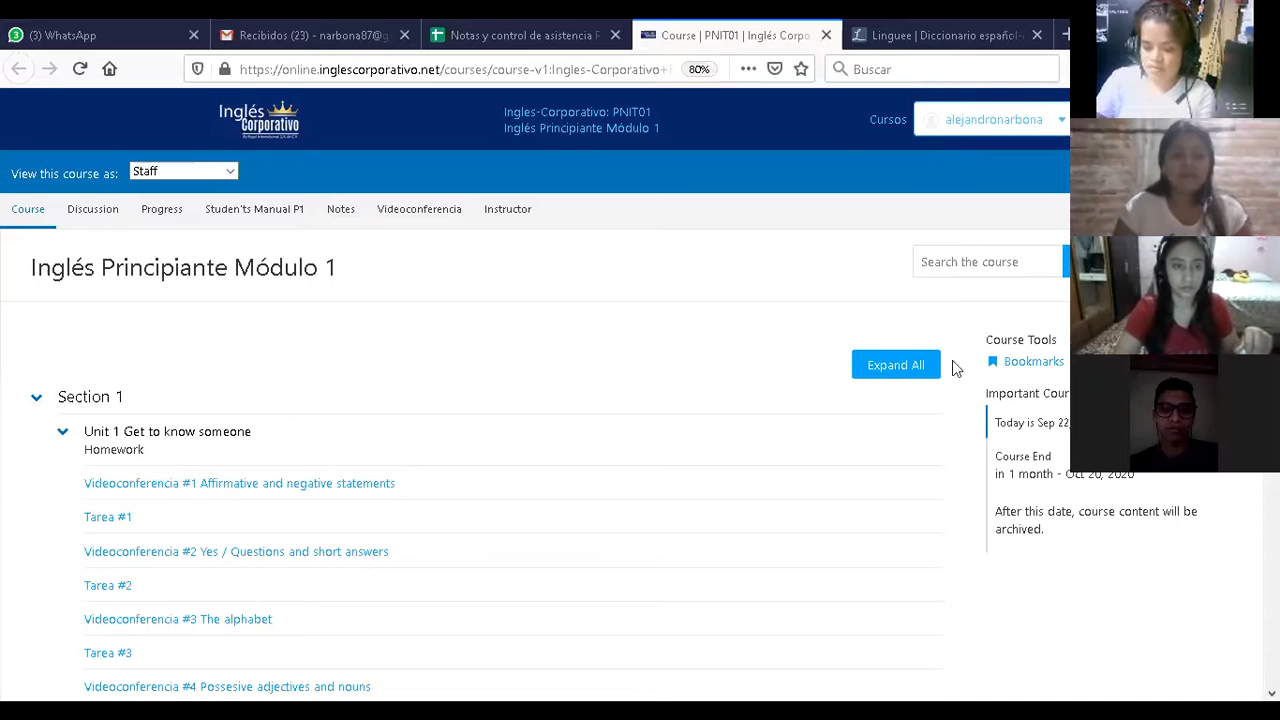 (3) WhatsApp
Recibidos (23) - narbona87@g
Notas y control de asistencia
Course | PNIT01 | Inglés Corpo
Linguee | Diccionario español-
https://online.inglescorporativo.net/courses/course-v1:Ingles-Corporativo+
80%
Buscar
Inglés
Corporativo
Ingles-Corporativo: PNIT01
Inglés Principiante Módulo 1
Cursos
alejandronarbona
View this course as:
Staff
Course
Discussion
Progress
Studen'ts Manual P1
Notes
Videoconferencia
Instructor
Inglés Principiante Módulo 1
Search the course
Expand All
Course Tools
Bookmarks
Important Cour
Today is Sep 22,
Course End
in 1 month - Oct 20, 2020
After this date, course content will be
archived.
Section 1
Unit 1 Get to know someone
Homework
Videoconferencia #1 Affirmative and negative statements
Tarea #1
Videoconferencia #2 Yes / Questions and short answers
Tarea #2
Videoconferencia #3 The alphabet
Tarea #3
Videoconferencia #4 Possesive adjectives and nouns